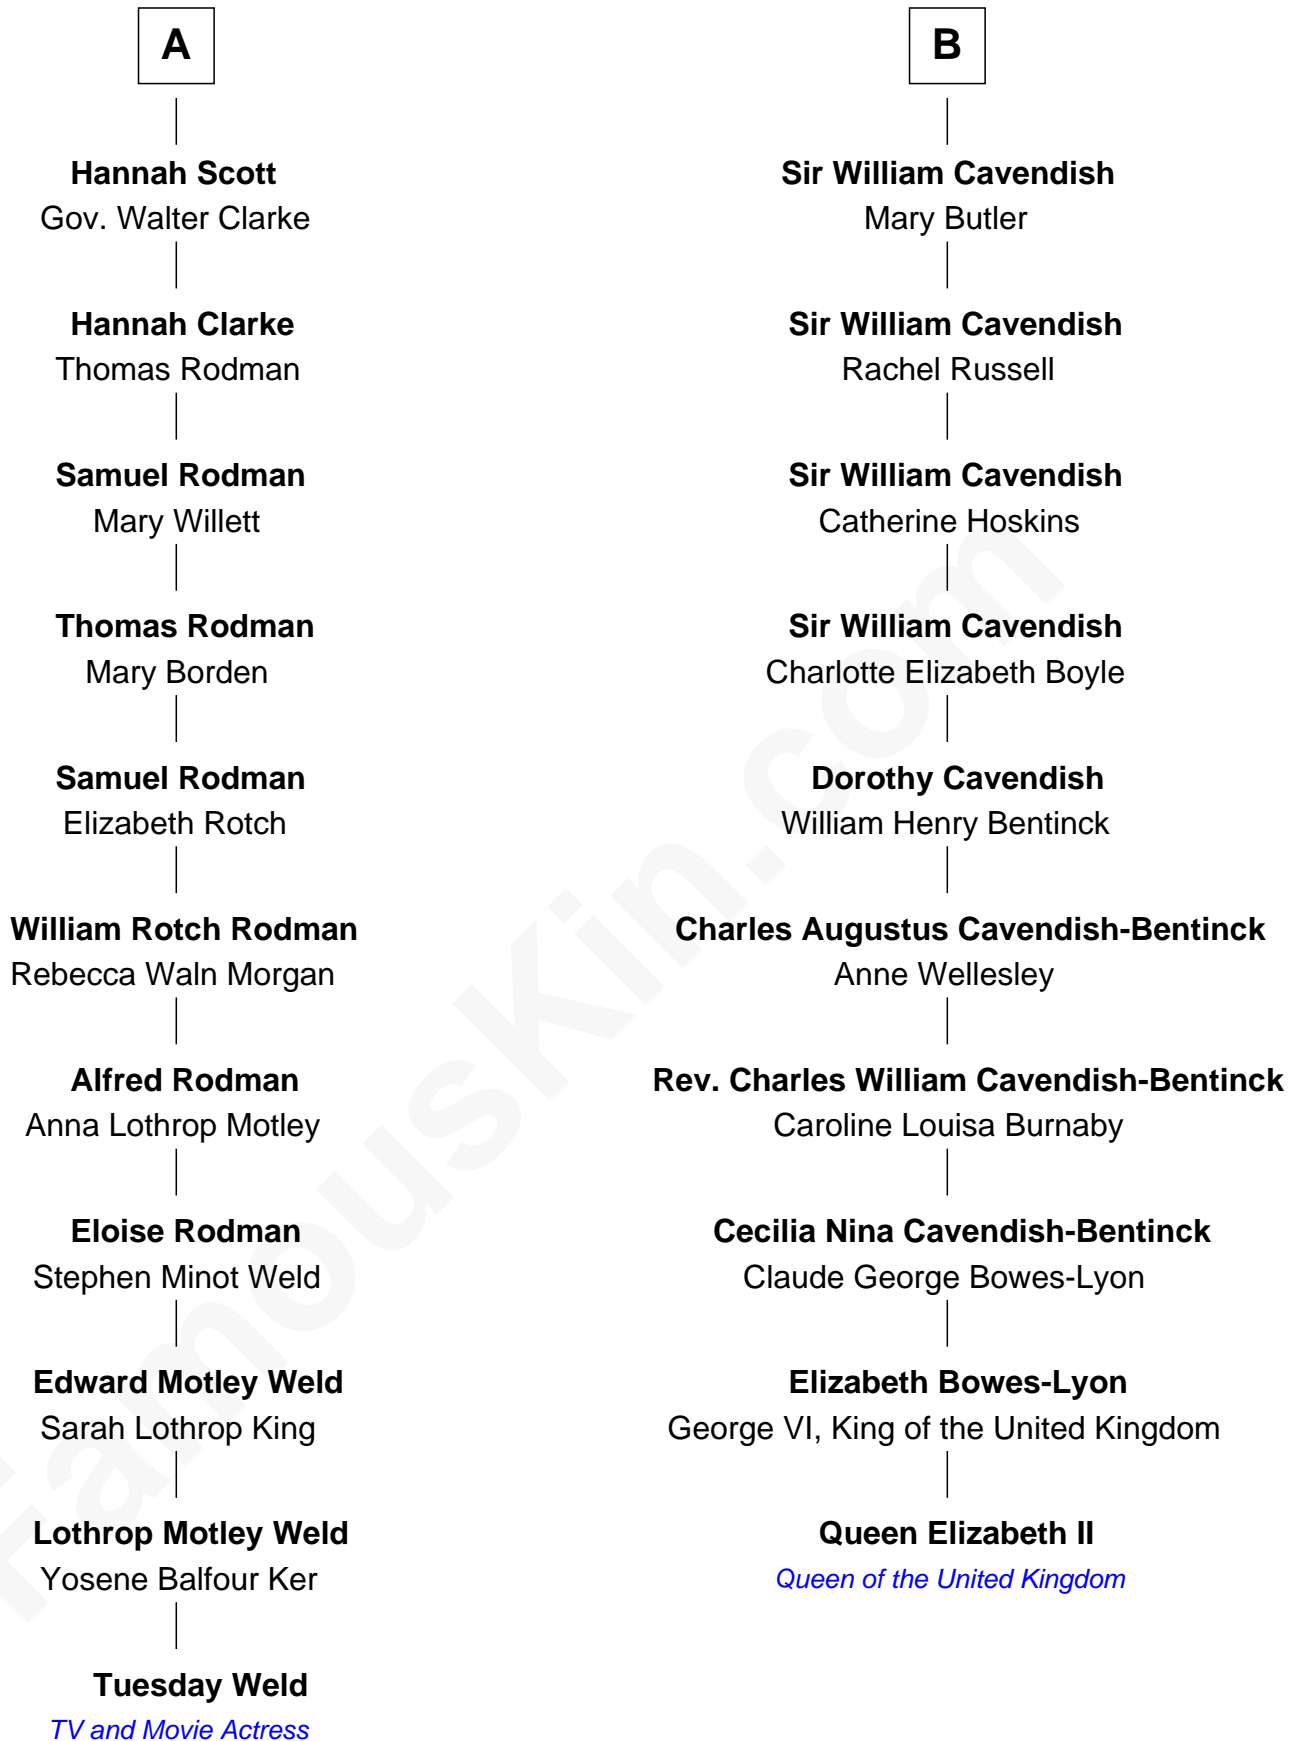 A
Hannah Scott
Gov. Walter Clarke
Hannah Clarke
Thomas Rodman
Samuel Rodman
Mary Willett
Thomas Rodman
Mary Borden
Samuel Rodman
Elizabeth Rotch
William Rotch Rodman
Rebecca Waln Morgan
Alfred Rodman
Anna Lothrop Motley
Eloise Rodman
Stephen Minot Weld
Edward Motley Weld
Sarah Lothrop King
Lothrop Motley Weld
Yosene Balfour Ker
Tuesday Weld
TV and Movie Actress
B
Sir William Cavendish
Mary Butler
Sir William Cavendish
Rachel Russell
Sir William Cavendish
Catherine Hoskins
Sir William Cavendish
Charlotte Elizabeth Boyle
Dorothy Cavendish
William Henry Bentinck
Charles Augustus Cavendish-Bentinck
Anne Wellesley
Rev. Charles William Cavendish-Bentinck
Caroline Louisa Burnaby
Cecilia Nina Cavendish-Bentinck
Claude George Bowes-Lyon
Elizabeth Bowes-Lyon
George VI, King of the United Kingdom
Queen Elizabeth II
Queen of the United Kingdom
FamousKin.com